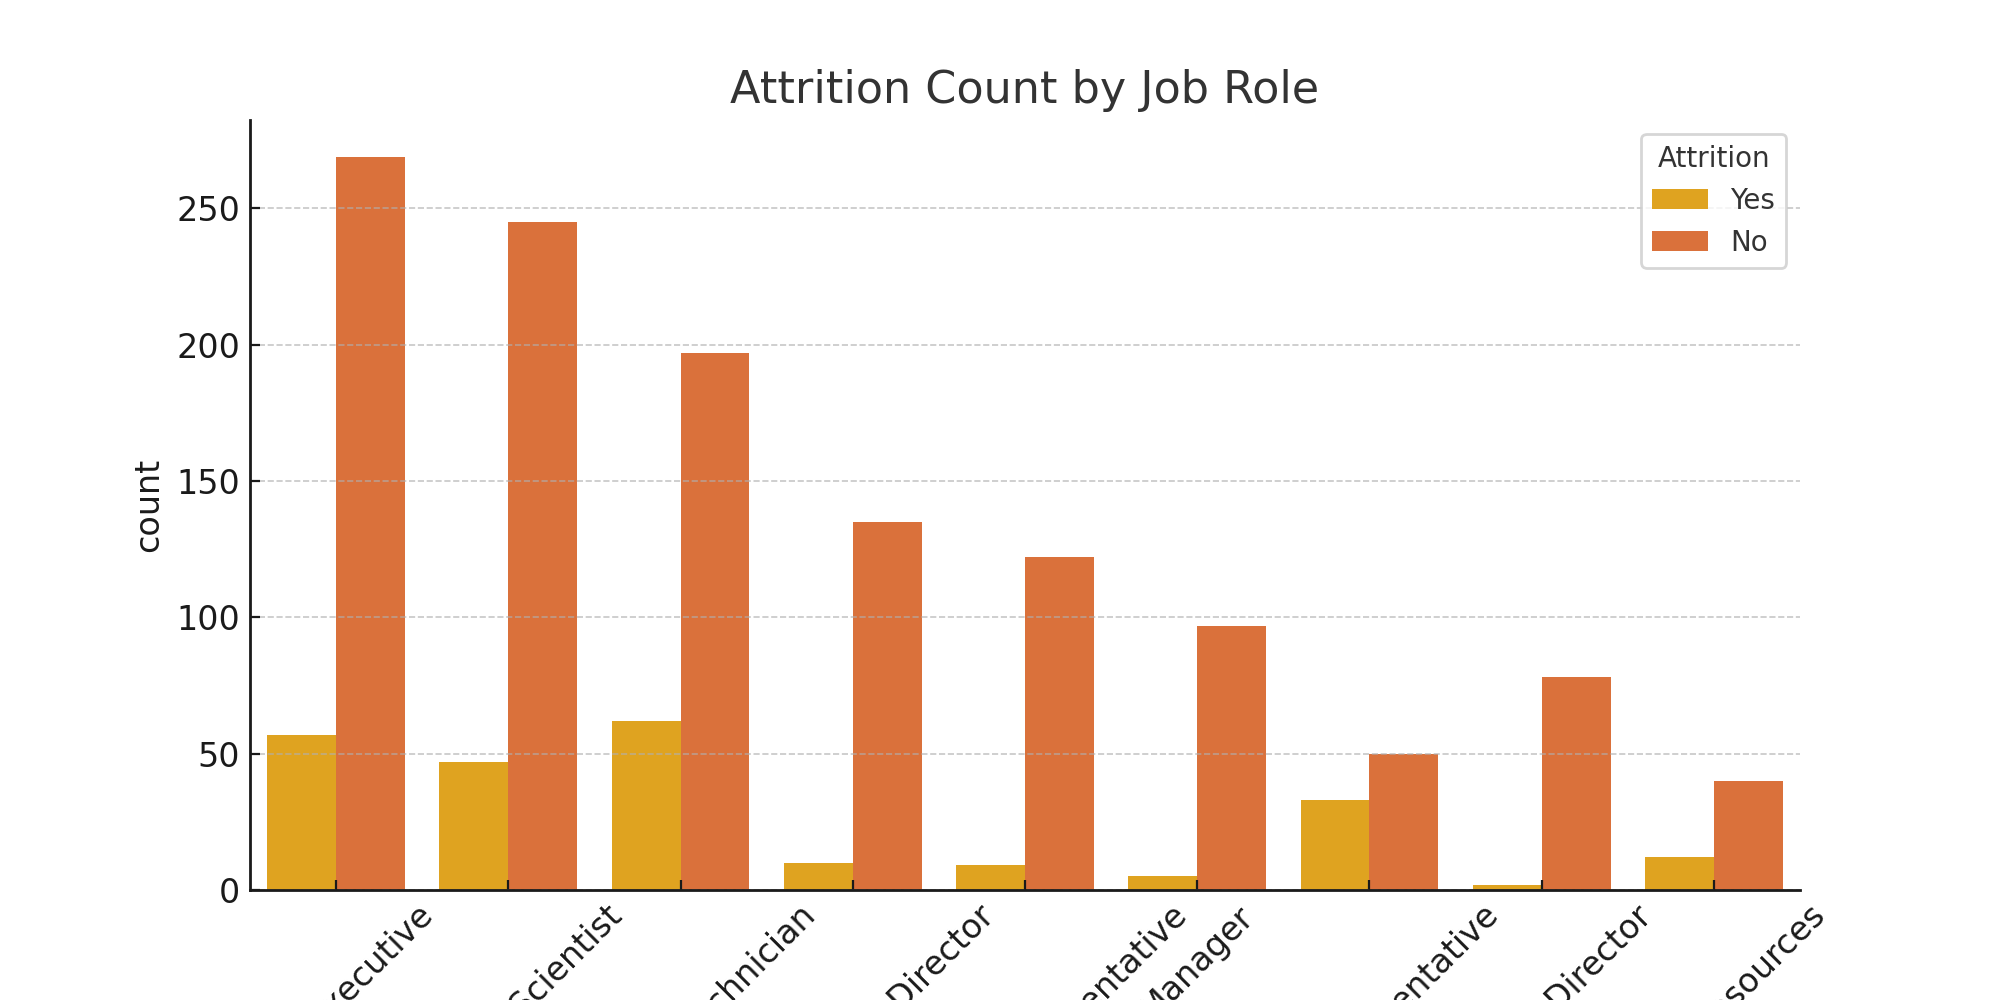 Attrition Count by Job Role
Attrition
Yes
No
count
250
200
150
100
50
0
xecutive
Scientist
chnician
Director
entative
Manager
entative
Director
sources